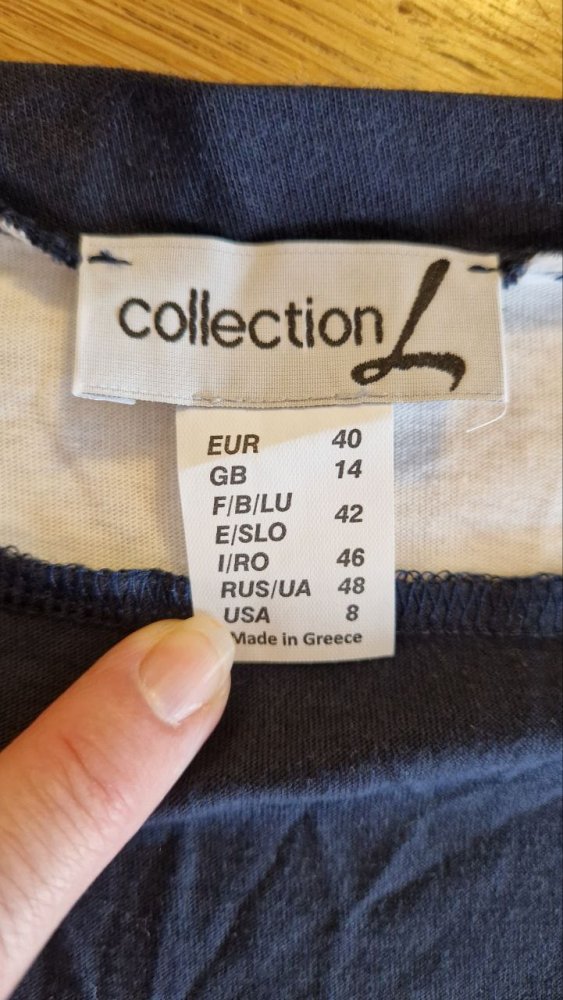 collection L
EUR 40
GB 14
F/B/LU
42
E/SLO
I/RO 46
RUS/UA 48
USA 8
Made in Greece